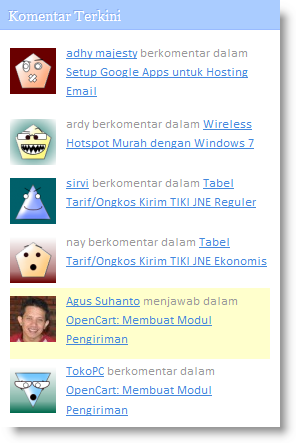 Komentar Terkini
adhy majesty berkomentar dalam
Setup Google Apps untuk Hosting
Email
ardy berkomentar dalam Wireless
Hotspot Murah dengan Windows 7
sirvi berkomentar dalam Tabel
Tarif/Ongkos Kirim TIKI JNE Reguler
nay berkomentar dalam Tabel
Tarif/Ongkos Kirim TIKI JNE Ekonomis
Agus Suhanto menjawab dalam
OpenCart: Membuat Modul
Pengiriman
TokoPC berkomentar dalam
OpenCart: Membuat Modul
Pengiriman